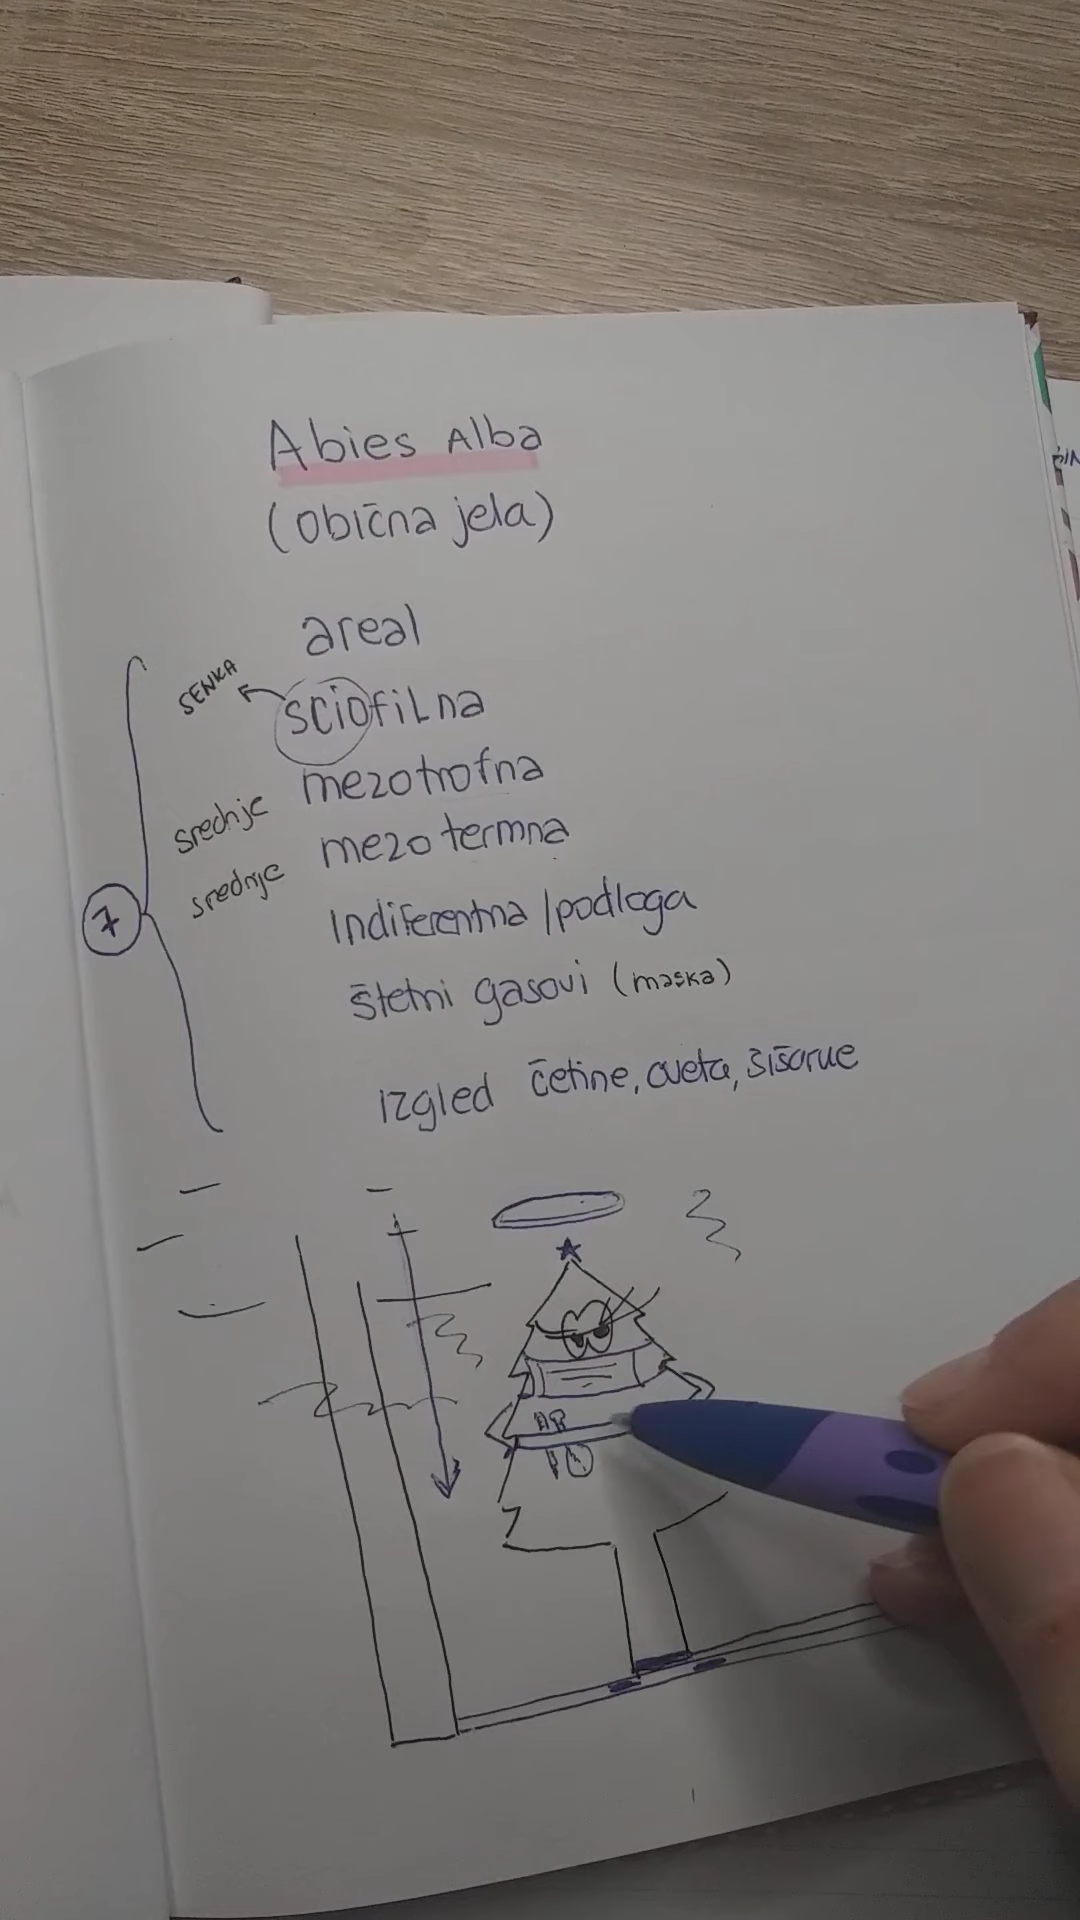 Abies Alba
(Obična jela)
areal
SENKA
sciofilna
srednje mezotrofna
srednje mezotermna
7
Indiferentna / podloga
štetni gasovi (maska)
izgled četine, cveta, šišarve